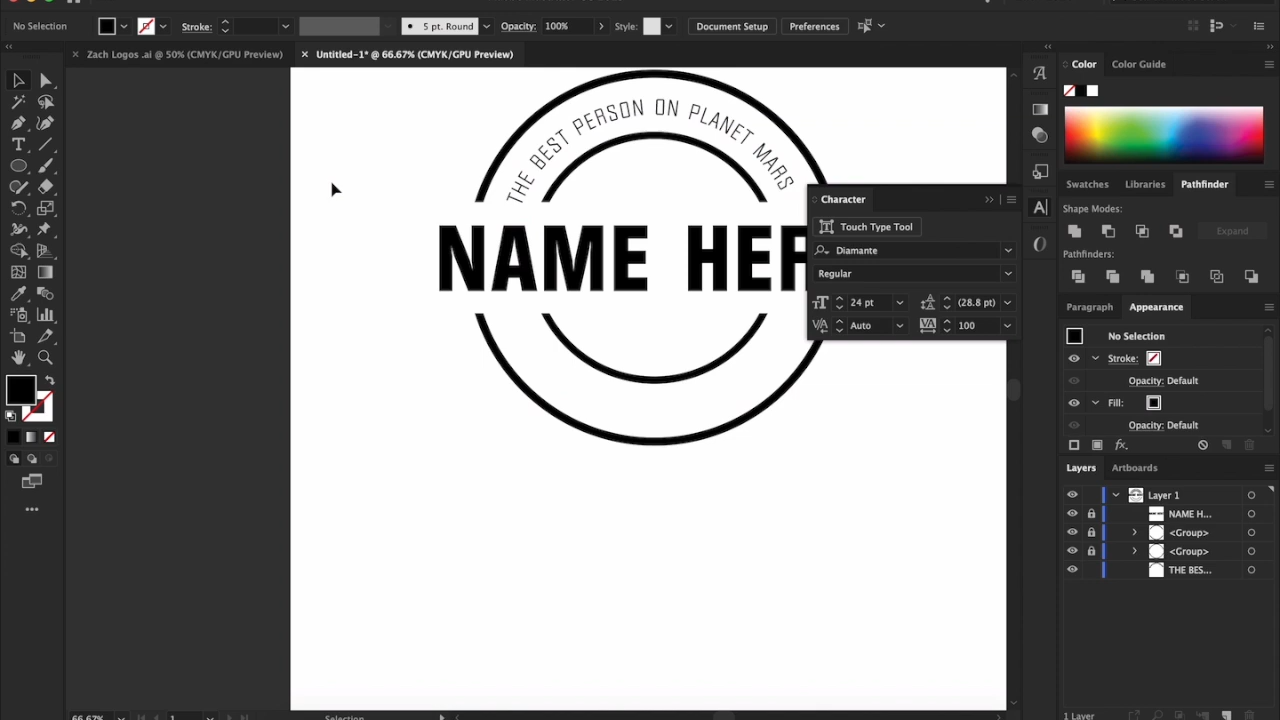 No Selection
Stroke:
5 pt. Round
Opacity: 100%
Style:
Document Setup
Preferences
Zach Logos .ai @ 50% (CMYK/GPU Preview)
Untitled-1* @ 66.67% (CMYK/GPU Preview)
THE BEST PERSON ON PLANET MARS
NAME HER
Character
Touch Type Tool
Diamante
Regular
24 pt
(28.8 pt)
Auto
100
Color
Color Guide
Swatches
Libraries
Pathfinder
Shape Modes:
Expand
Pathfinders:
Paragraph
Appearance
No Selection
Stroke:
Opacity: Default
Fill:
Opacity: Default
fx.
Layers
Artboards
Layer 1
NAME H...
<Group>
<Group>
THE BES...
66.67%
1
Selection
1 Layer